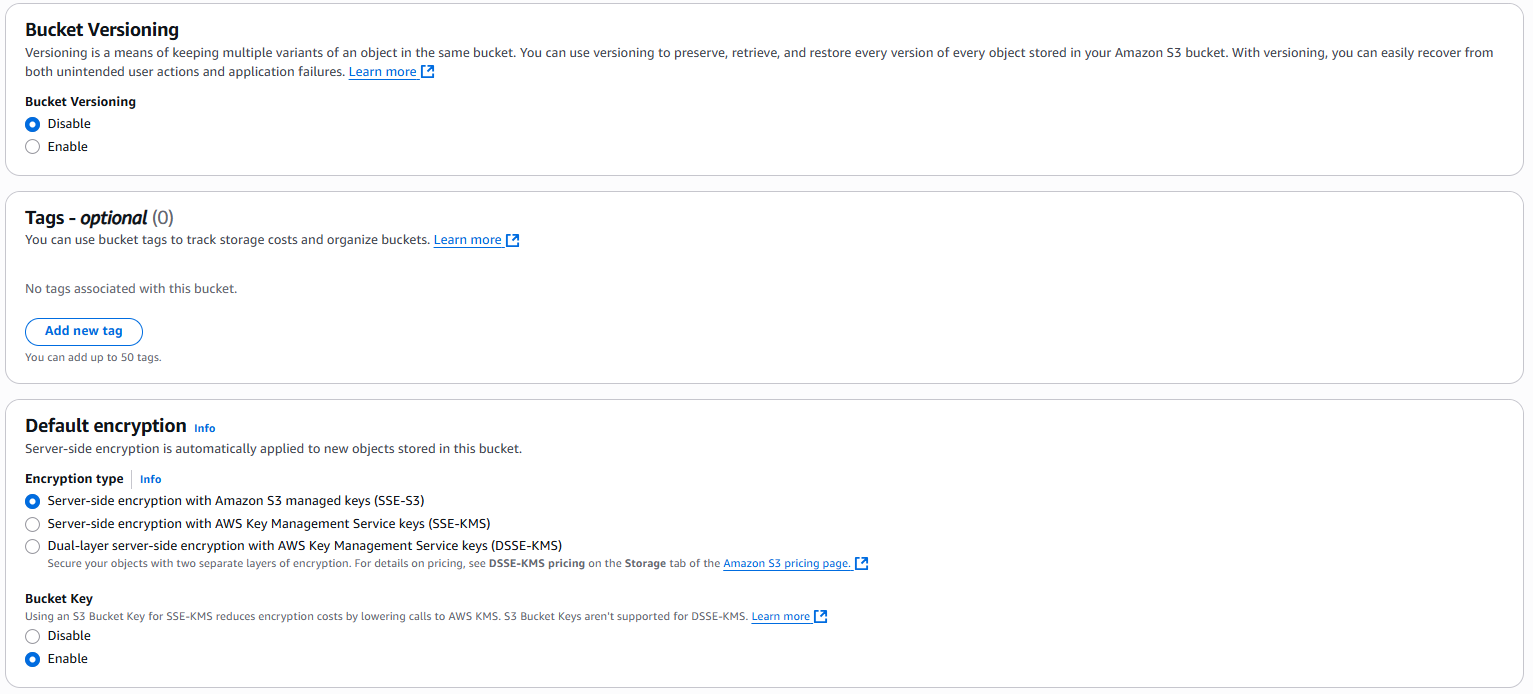 Bucket Versioning
Versioning is a means of keeping multiple variants of an object in the same bucket. You can use versioning to preserve, retrieve, and restore every version of every object stored in your Amazon S3 bucket. With versioning, you can easily recover from
both unintended user actions and application failures. Learn more
Bucket Versioning
Disable
Enable
Tags - optional (0)
You can use bucket tags to track storage costs and organize buckets. Learn more
No tags associated with this bucket.
Add new tag
You can add up to 50 tags.
Default encryption Info
Server-side encryption is automatically applied to new objects stored in this bucket.
Encryption type Info
Server-side encryption with Amazon S3 managed keys (SSE-S3)
Server-side encryption with AWS Key Management Service keys (SSE-KMS)
Dual-layer server-side encryption with AWS Key Management Service keys (DSSE-KMS)
Secure your objects with two separate layers of encryption. For details on pricing, see DSSE-KMS pricing on the Storage tab of the Amazon S3 pricing page.
Bucket Key
Using an S3 Bucket Key for SSE-KMS reduces encryption costs by lowering calls to AWS KMS. S3 Bucket Keys aren't supported for DSSE-KMS. Learn more
Disable
Enable